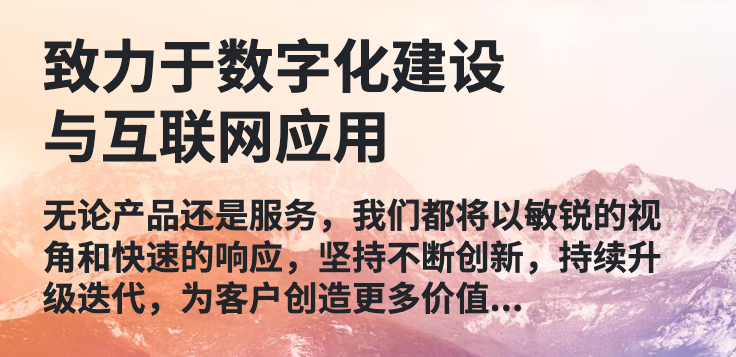 致力于数字化建设
与互联网应用
无论产品还是服务，我们都将以敏锐的视
角和快速的响应，坚持不断创新，持续升
级迭代，为客户创造更多价值...